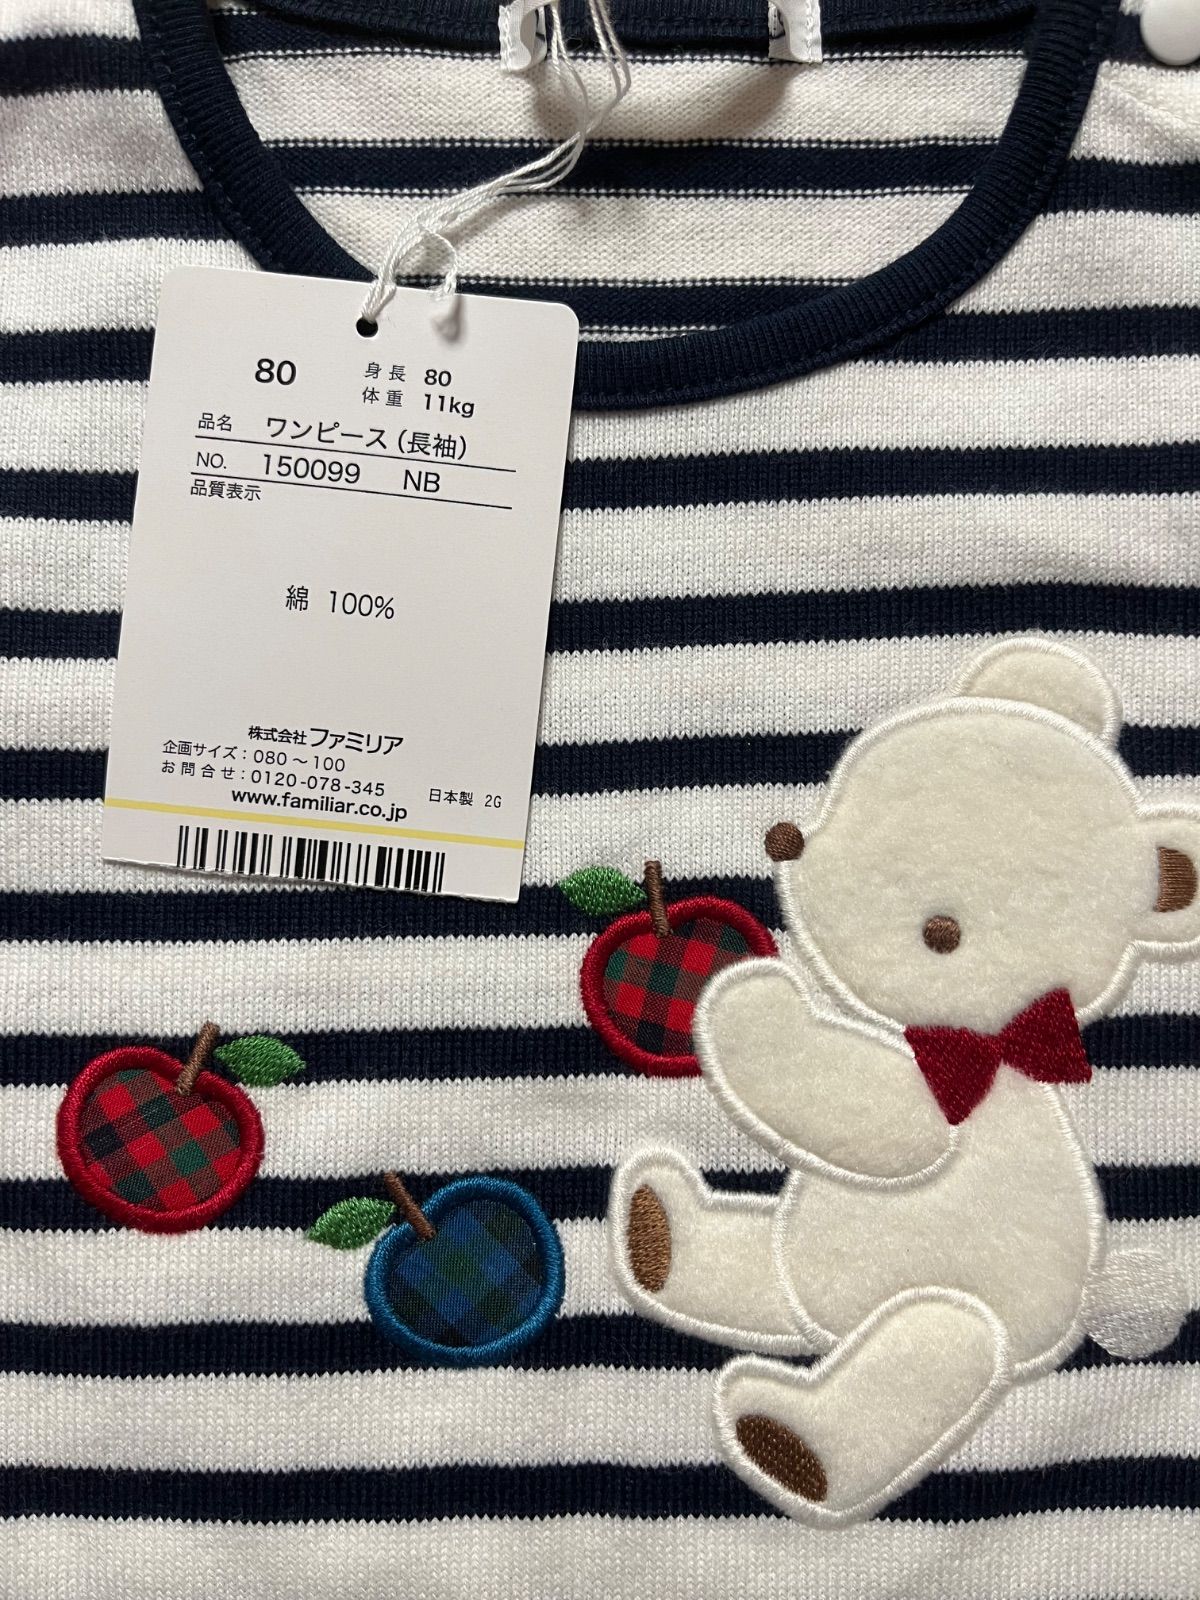 80 身長 80
体重 11kg
品名 ワンピース(長袖)
NO. 150099 NB
品質表示
綿 100%
株式会社ファミリア
企画サイズ:080~100
お問合せ:0120-078-345
www.familiar.co.jp 日本製 2G